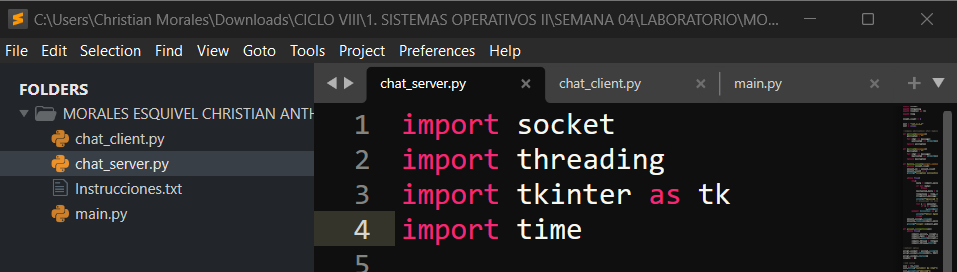 C:\Users\Christian Morales\Downloads\CICLO VIII\1. SISTEMAS OPERATIVOS II\SEMANA 04\LABORATORIO\MO...
File Edit Selection Find View Goto Tools Project Preferences Help
FOLDERS
MORALES ESQUIVEL CHRISTIAN ANTH
chat_client.py
chat_server.py
Instrucciones.txt
main.py
chat_server.py × chat_client.py × main.py ×
1 import socket
2 import threading
3 import tkinter as tk
4 import time
5